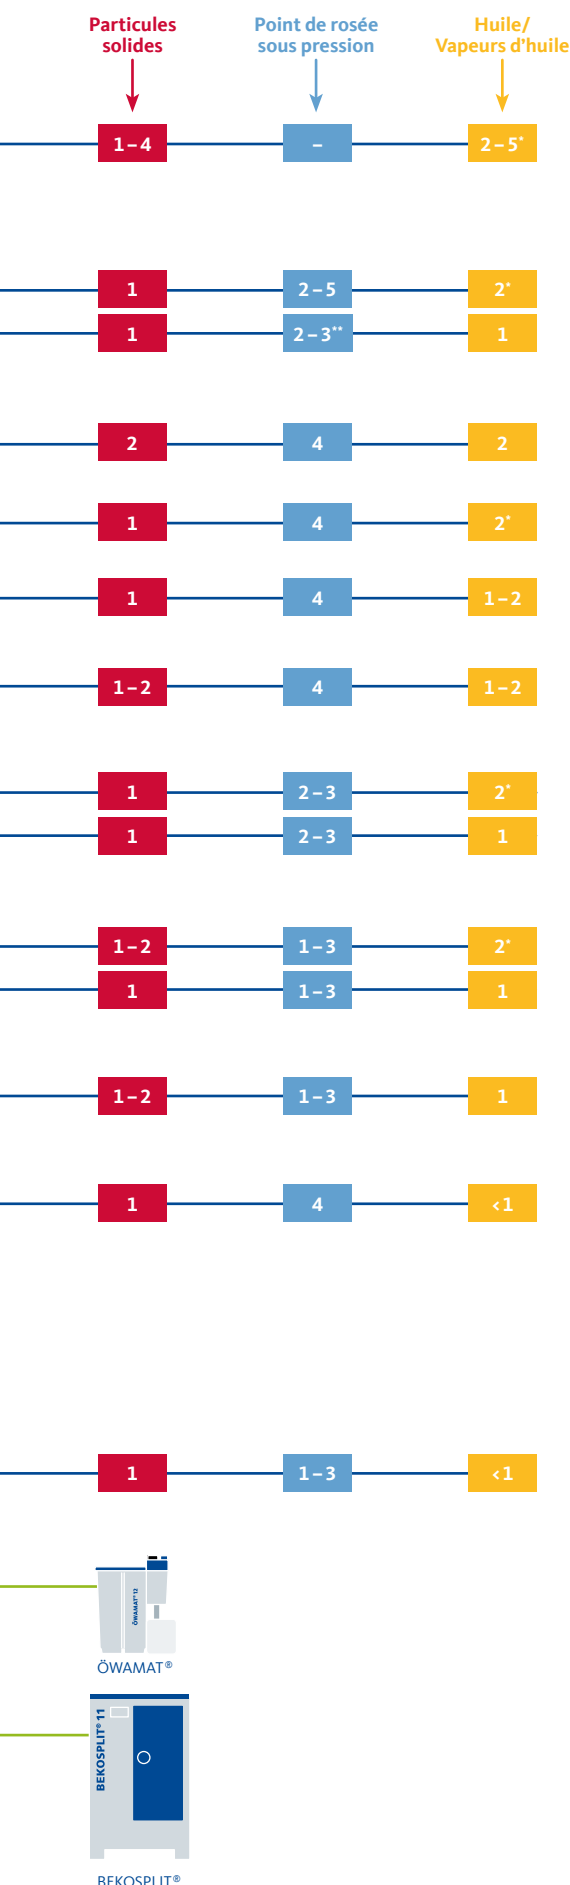 Particules
solides
Point de rosée
sous pression
Huile/
Vapeurs d'huile
1–4 – 2–5*
1 2–5 2*
1 2–3** 1
2 4 2
1 4 2*
1 4 1–2
1–2 4 1–2
1 2–3 2*
1 2–3 1
1–2 1–3 2*
1 1–3 1
1–2 1–3 1
1 4 <1
1 1–3 <1
ÖWAMAT® 12
ÖWAMAT®
BEKOSPLIT® 11
BEKOSPLIT®